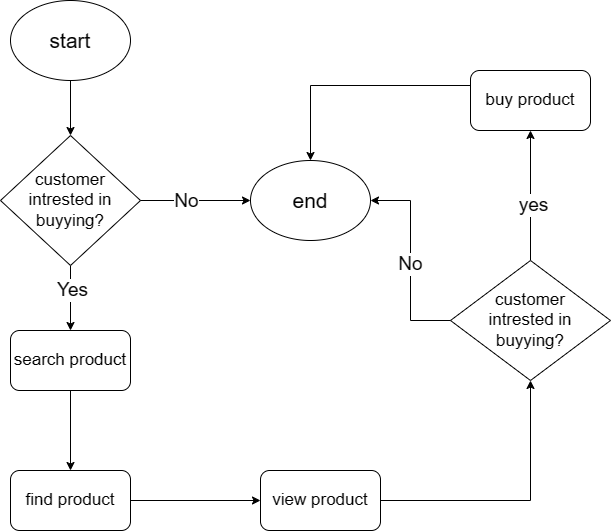 start
customer
intrested in
buyying?
No
Yes
search product
find product
view product
customer
intrested in
buyying?
No
yes
buy product
end